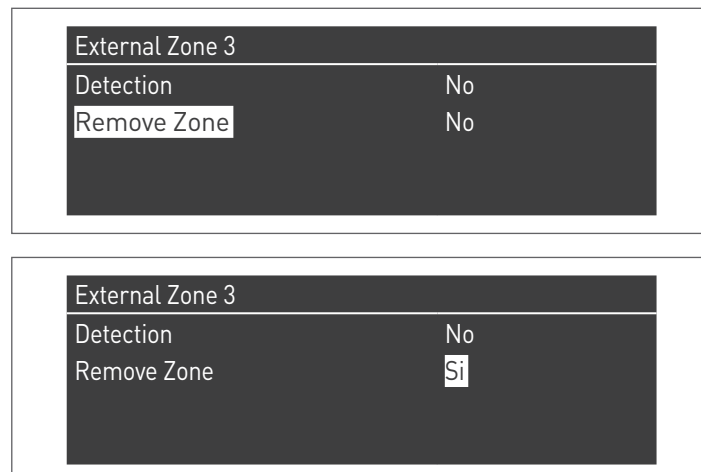 External Zone 3
Detection No
Remove Zone No
External Zone 3
Detection No
Remove Zone Si